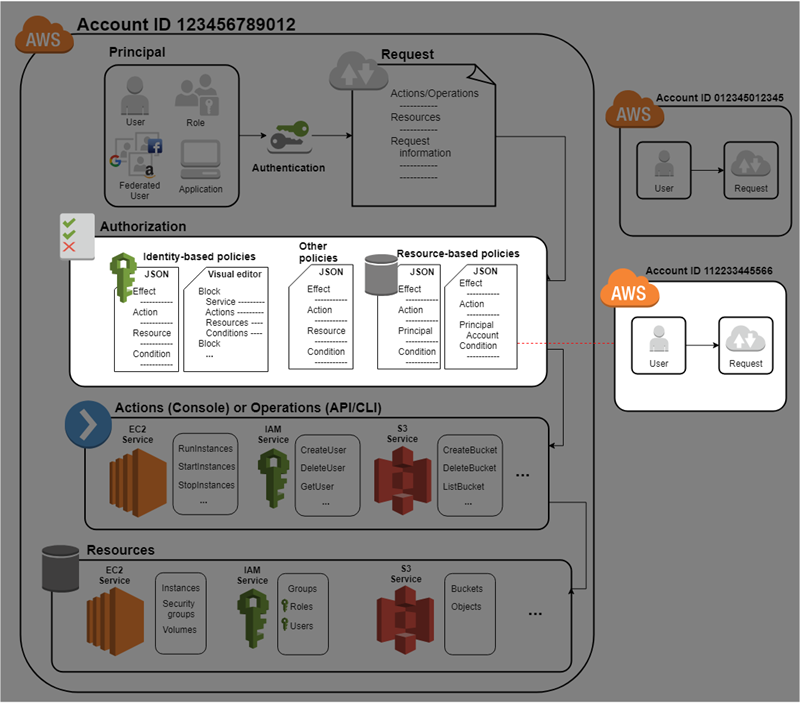 AWS
Account ID 123456789012
Principal
User
Role
G
f
a
Federated
User
Application
Authentication
Request
Actions/Operations
-----------
Resources
-----------
Request
information
-----------
-----------
Account ID 012345012345
AWS
User
Request
Authorization
Identity-based policies
JSON
Effect
-----------
Action
-----------
Resource
-----------
Condition
-----------
Visual editor
Block
Service ---------
Actions ---------
Resources ----
Conditions ----
Block
...
Other
policies
JSON
Effect
-----------
Action
-----------
Resource
-----------
Condition
-----------
Resource-based policies
JSON
Effect
-----------
Action
-----------
Principal
-----------
Condition
-----------
JSON
Effect
-----------
Action
-----------
Principal
Account
Condition
-----------
Account ID 112233445566
AWS
User
Request
Actions (Console) or Operations (API/CLI)
EC2
Service
RunInstances
StartInstances
StopInstances
...
IAM
Service
CreateUser
DeleteUser
GetUser
...
S3
Service
CreateBucket
DeleteBucket
ListBucket
...
...
Resources
EC2
Service
Instances
Security
groups
Volumes
IAM
Service
Groups
Roles
Users
S3
Service
Buckets
Objects
...